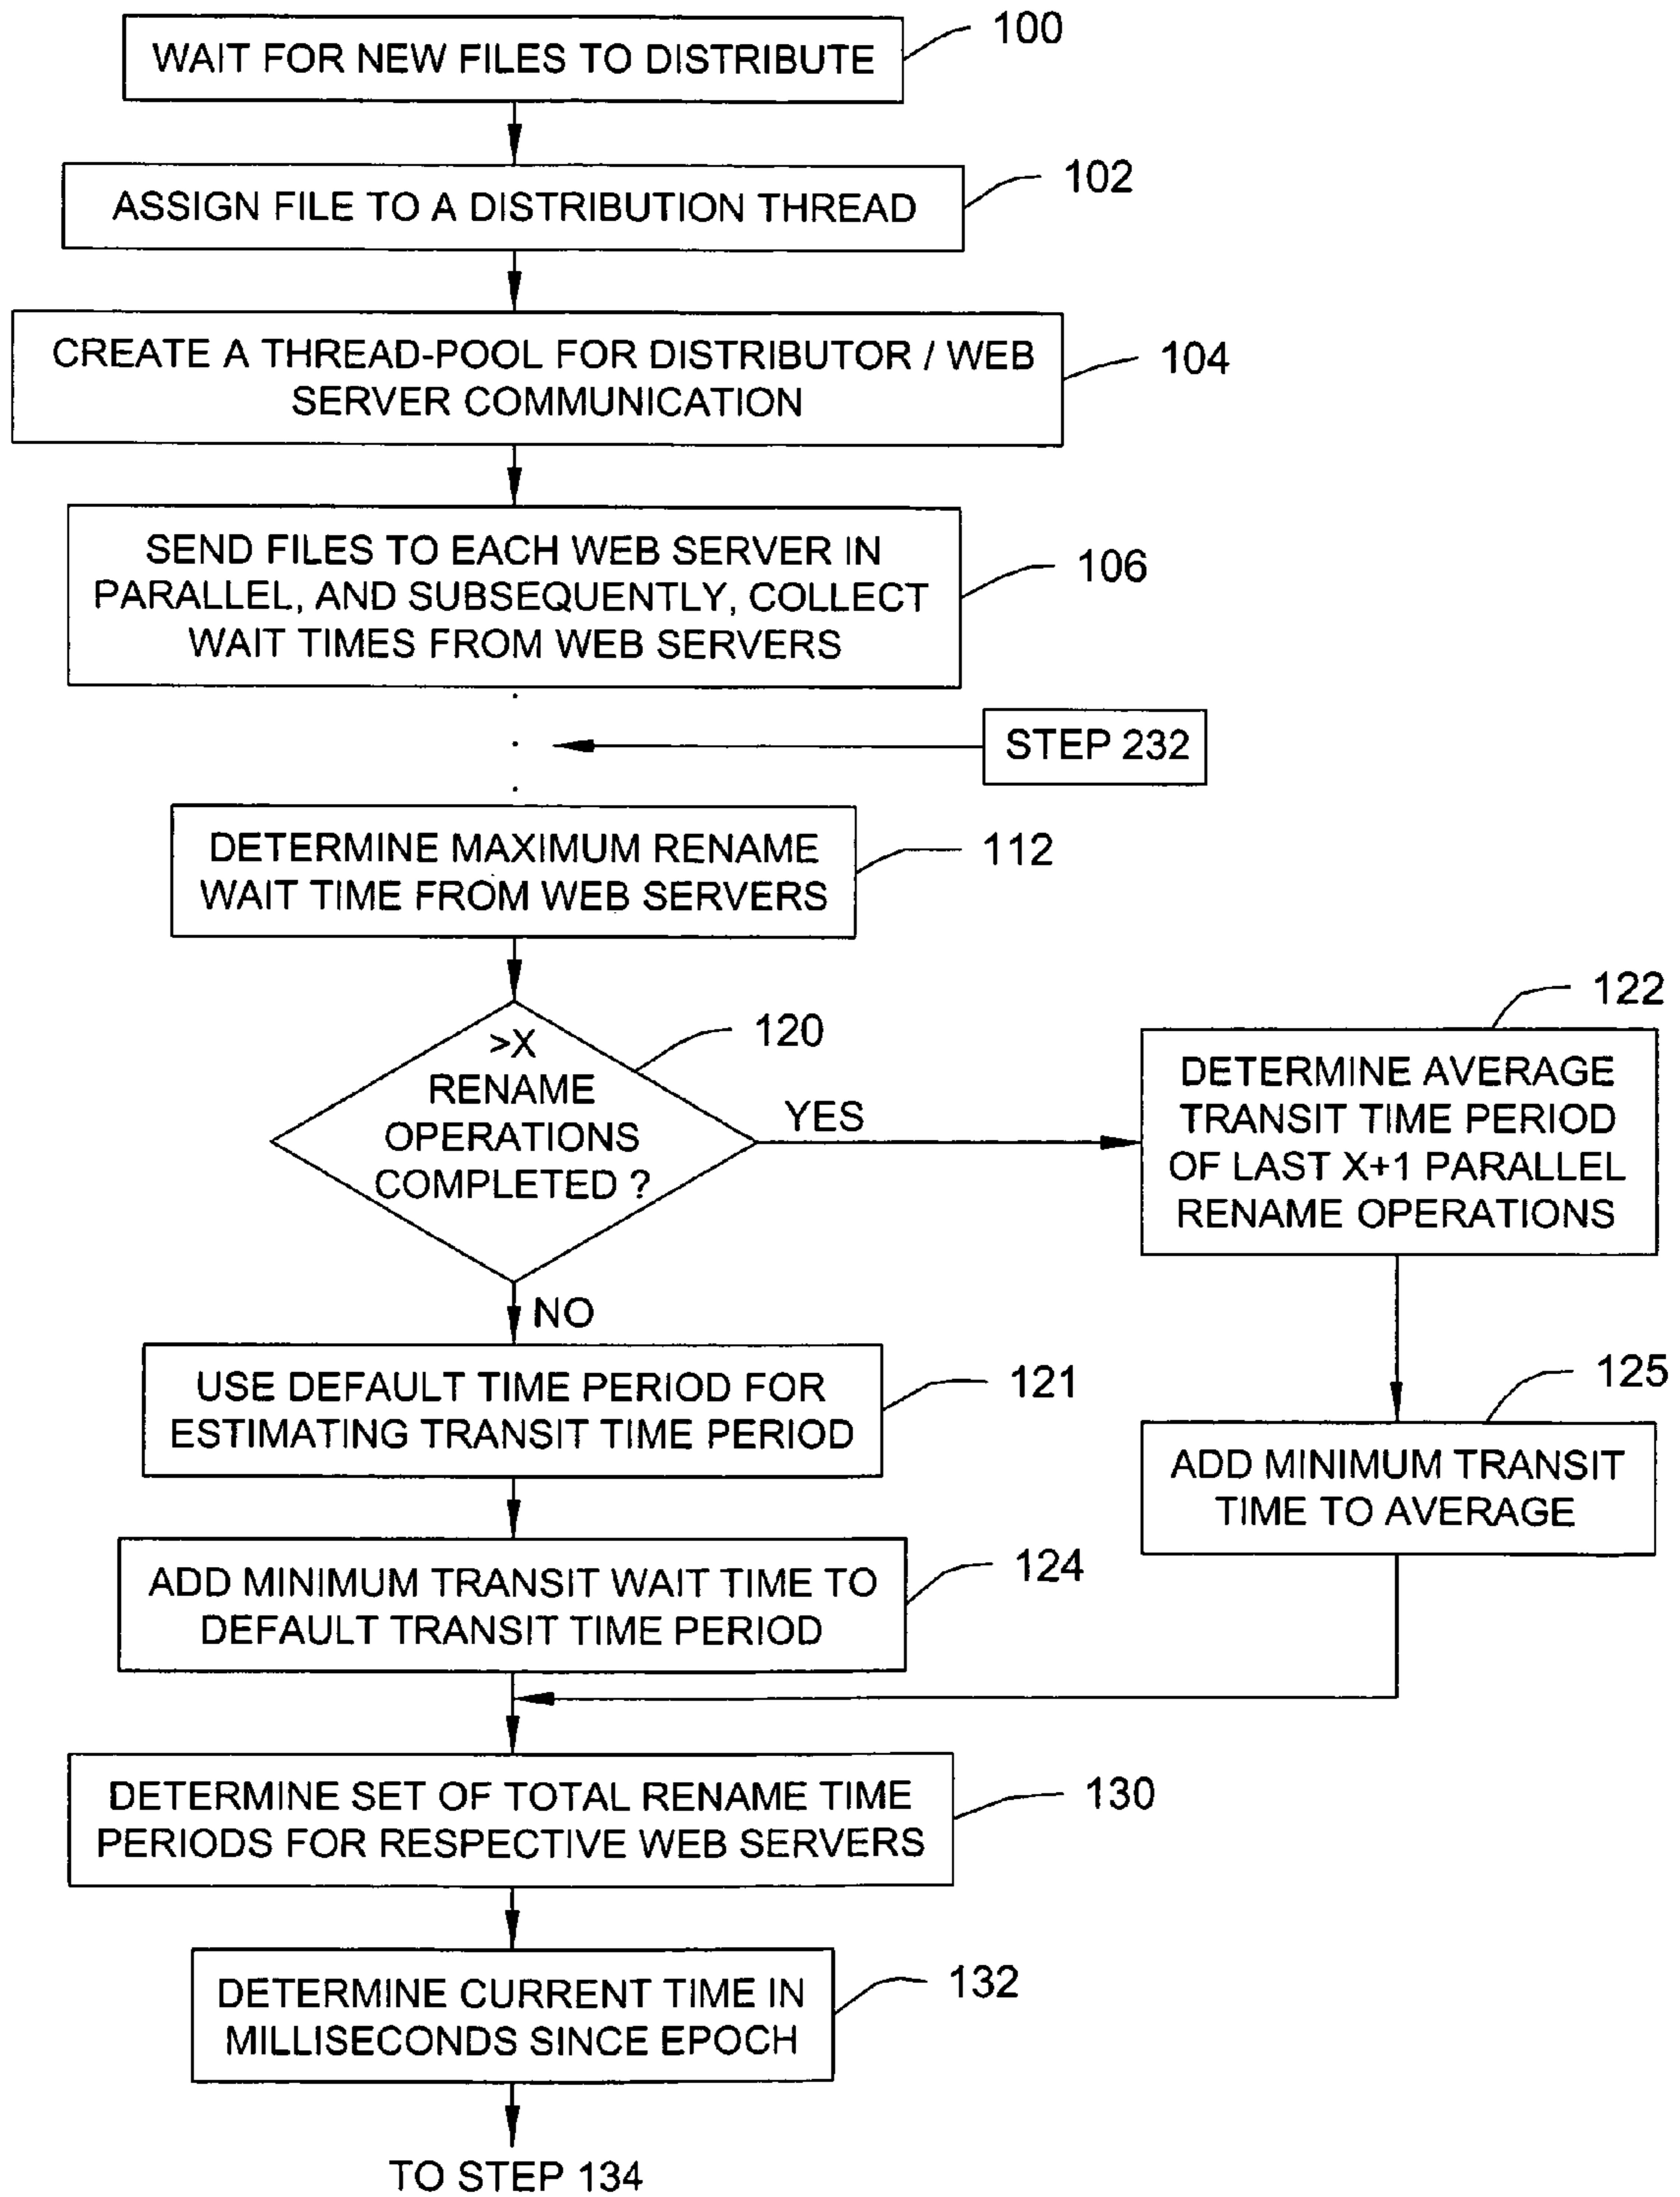 WAIT FOR NEW FILES TO DISTRIBUTE
100
ASSIGN FILE TO A DISTRIBUTION THREAD
102
CREATE A THREAD-POOL FOR DISTRIBUTOR / WEB
SERVER COMMUNICATION
104
SEND FILES TO EACH WEB SERVER IN
PARALLEL, AND SUBSEQUENTLY, COLLECT
WAIT TIMES FROM WEB SERVERS
106
STEP 232
DETERMINE MAXIMUM RENAME
WAIT TIME FROM WEB SERVERS
112
>X
RENAME
OPERATIONS
COMPLETED ?
120
YES
DETERMINE AVERAGE
TRANSIT TIME PERIOD
OF LAST X+1 PARALLEL
RENAME OPERATIONS
122
NO
USE DEFAULT TIME PERIOD FOR
ESTIMATING TRANSIT TIME PERIOD
121
ADD MINIMUM TRANSIT
TIME TO AVERAGE
125
ADD MINIMUM TRANSIT WAIT TIME TO
DEFAULT TRANSIT TIME PERIOD
124
DETERMINE SET OF TOTAL RENAME TIME
PERIODS FOR RESPECTIVE WEB SERVERS
130
DETERMINE CURRENT TIME IN
MILLISECONDS SINCE EPOCH
132
TO STEP 134